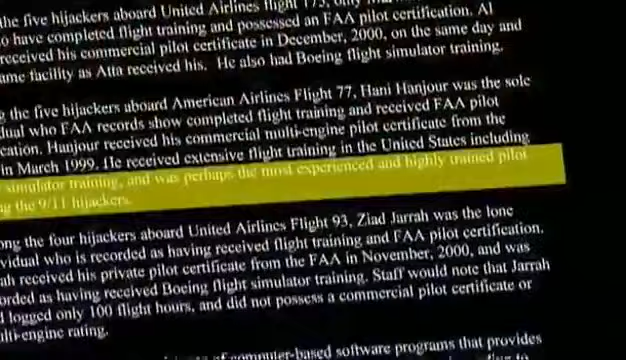 the five hijackers aboard United Airlines flight 175, only
o have completed flight training and possessed an FAA pilot certification. Al
received his commercial pilot certificate in December, 2000, on the same day and
ame facility as Atta received his. He also had Boeing flight simulator training.
g the five hijackers aboard American Airlines Flight 77, Hani Hanjour was the sole
dual who FAA records show completed flight training and received FAA pilot
cation. Hanjour received his commercial multi-engine pilot certificate from the
in March 1999. He received extensive flight training in the United States including
simulator training, and was perhaps the most experienced and highly trained pilot
g the 9/11 hijackers.
ong the four hijackers aboard United Airlines Flight 93, Ziad Jarrah was the lone
vidual who is recorded as having received flight training and FAA pilot certification.
ah received his private pilot certificate from the FAA in November, 2000, and was
orded as having received Boeing flight simulator training. Staff would note that Jarrah
logged only 100 flight hours, and did not possess a commercial pilot certificate or
lti-engine rating.
of computer-based software programs that provides